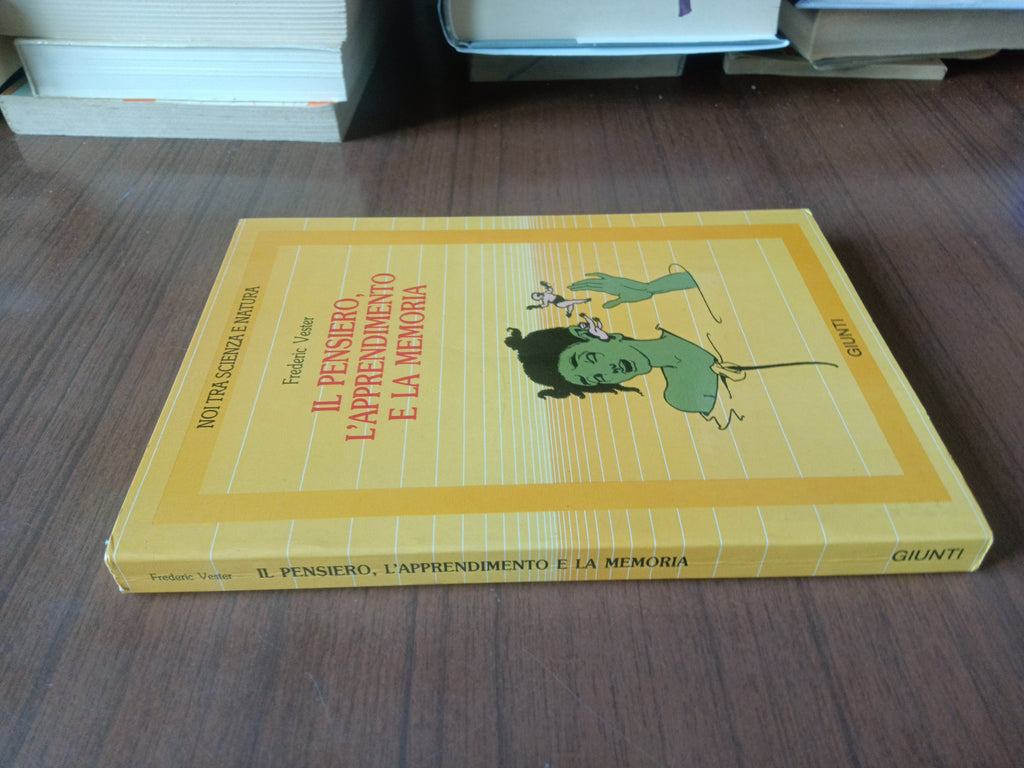 NOI TRA SCIENZA E NATURA
Frederic Vester
IL PENSIERO,
L'APPRENDIMENTO
E LA MEMORIA
GIUNTI
Frederic Vester IL PENSIERO, L'APPRENDIMENTO E LA MEMORIA GIUNTI